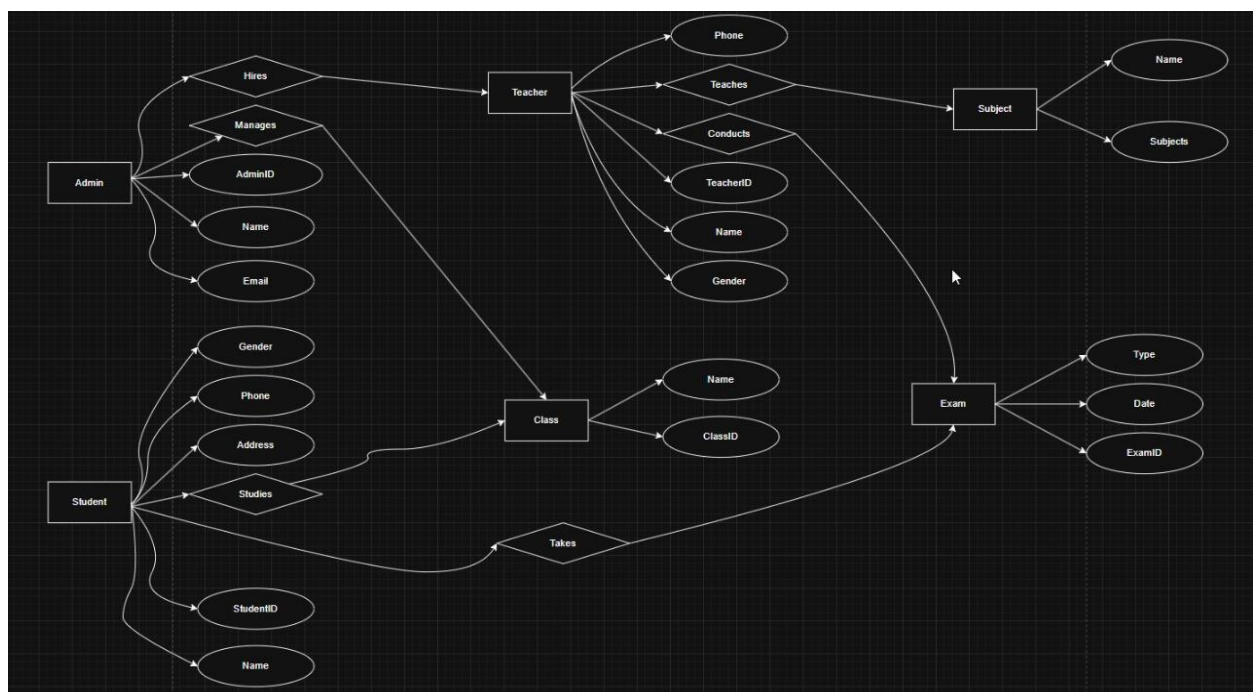 Phone
Name
Hires
Teaches
Teacher
Subject
Manages
Conducts
Subjects
Admin
AdminID
TeacherID
Name
Name
Email
Gender
Gender
Type
Phone
Name
Exam
Date
Class
Address
ClassID
ExamID
Student
Studies
Takes
StudentID
Name